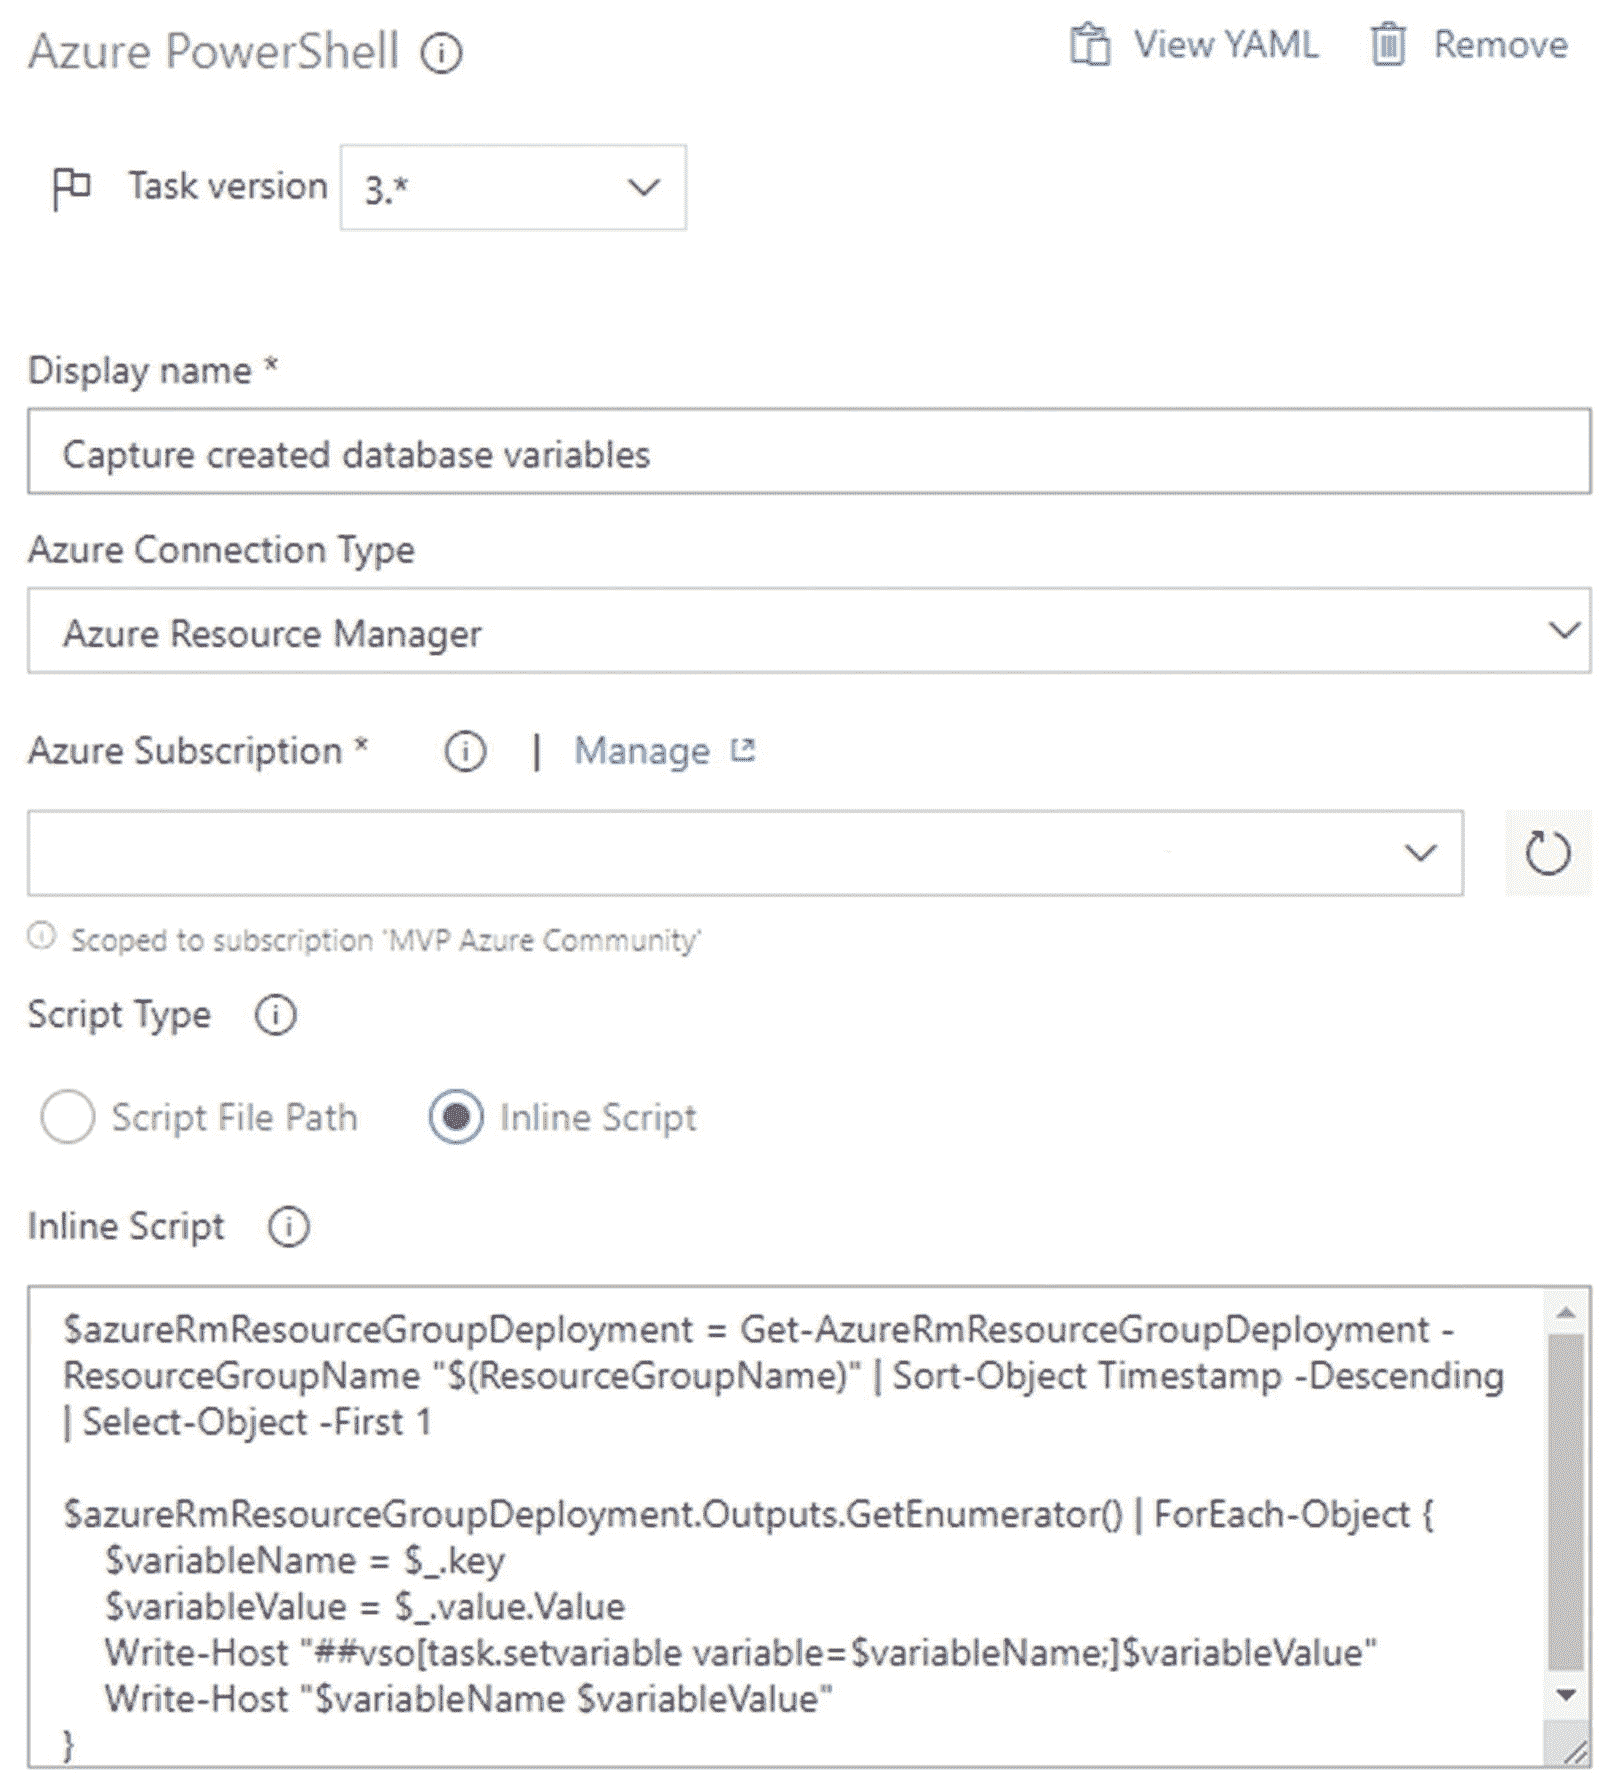 Azure PowerShell
View YAML
Remove
Task version
3.*
Display name *
Capture created database variables
Azure Connection Type
Azure Resource Manager
Azure Subscription *
| Manage
Scoped to subscription 'MVP Azure Community'
Script Type
Script File Path
Inline Script
Inline Script
$azureRmResourceGroupDeployment = Get-AzureRmResourceGroupDeployment -
ResourceGroupName "$(ResourceGroupName)" | Sort-Object Timestamp -Descending
| Select-Object -First 1
$azureRmResourceGroupDeployment.Outputs.GetEnumerator() | ForEach-Object {
$variableName = $_.key
$variableValue = $_.value.Value
Write-Host "##vso[task.setvariable variable=$variableName;]$variableValue"
Write-Host "$variableName $variableValue"
}